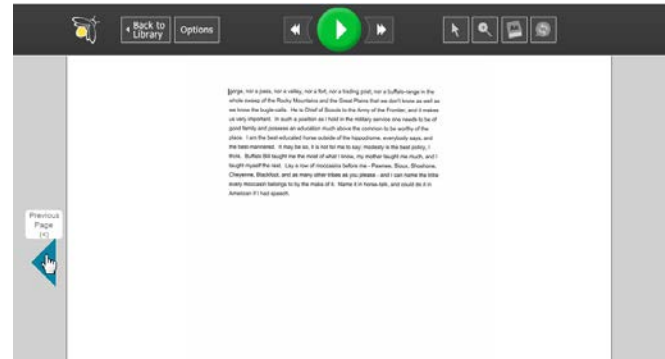 Back to
Library
Options
Previous
Page
gorge, nor a pass, nor a valley, nor a fort, nor a trading post, nor a buffalo-range in the
whole sweep of the Rocky Mountains and the Great Plains that we don't know as well as
we know the bugle-calls. He is Chief of Scouts to the Army of the Frontier, and it makes
us very important. In such a position as I hold in the military service one needs to be of
good family and possess an education much above the common to be worthy of the
place. I am the best-educated horse outside of the hippodrome, everybody says, and
the best-mannered. It may be so, it is not for me to say; modesty is the best policy, I
think. Buffalo Bill taught me the most of what I know, my mother taught me much, and I
taught myself the rest. Lay a row of moccasins before me - Pawnee, Sioux, Shoshone,
Cheyenne, Blackfoot, and as many other tribes as you please - and I can name the tribe
every moccasin belongs to by the make of it. Name it in horse-talk, and could do it in
American if I had speech.